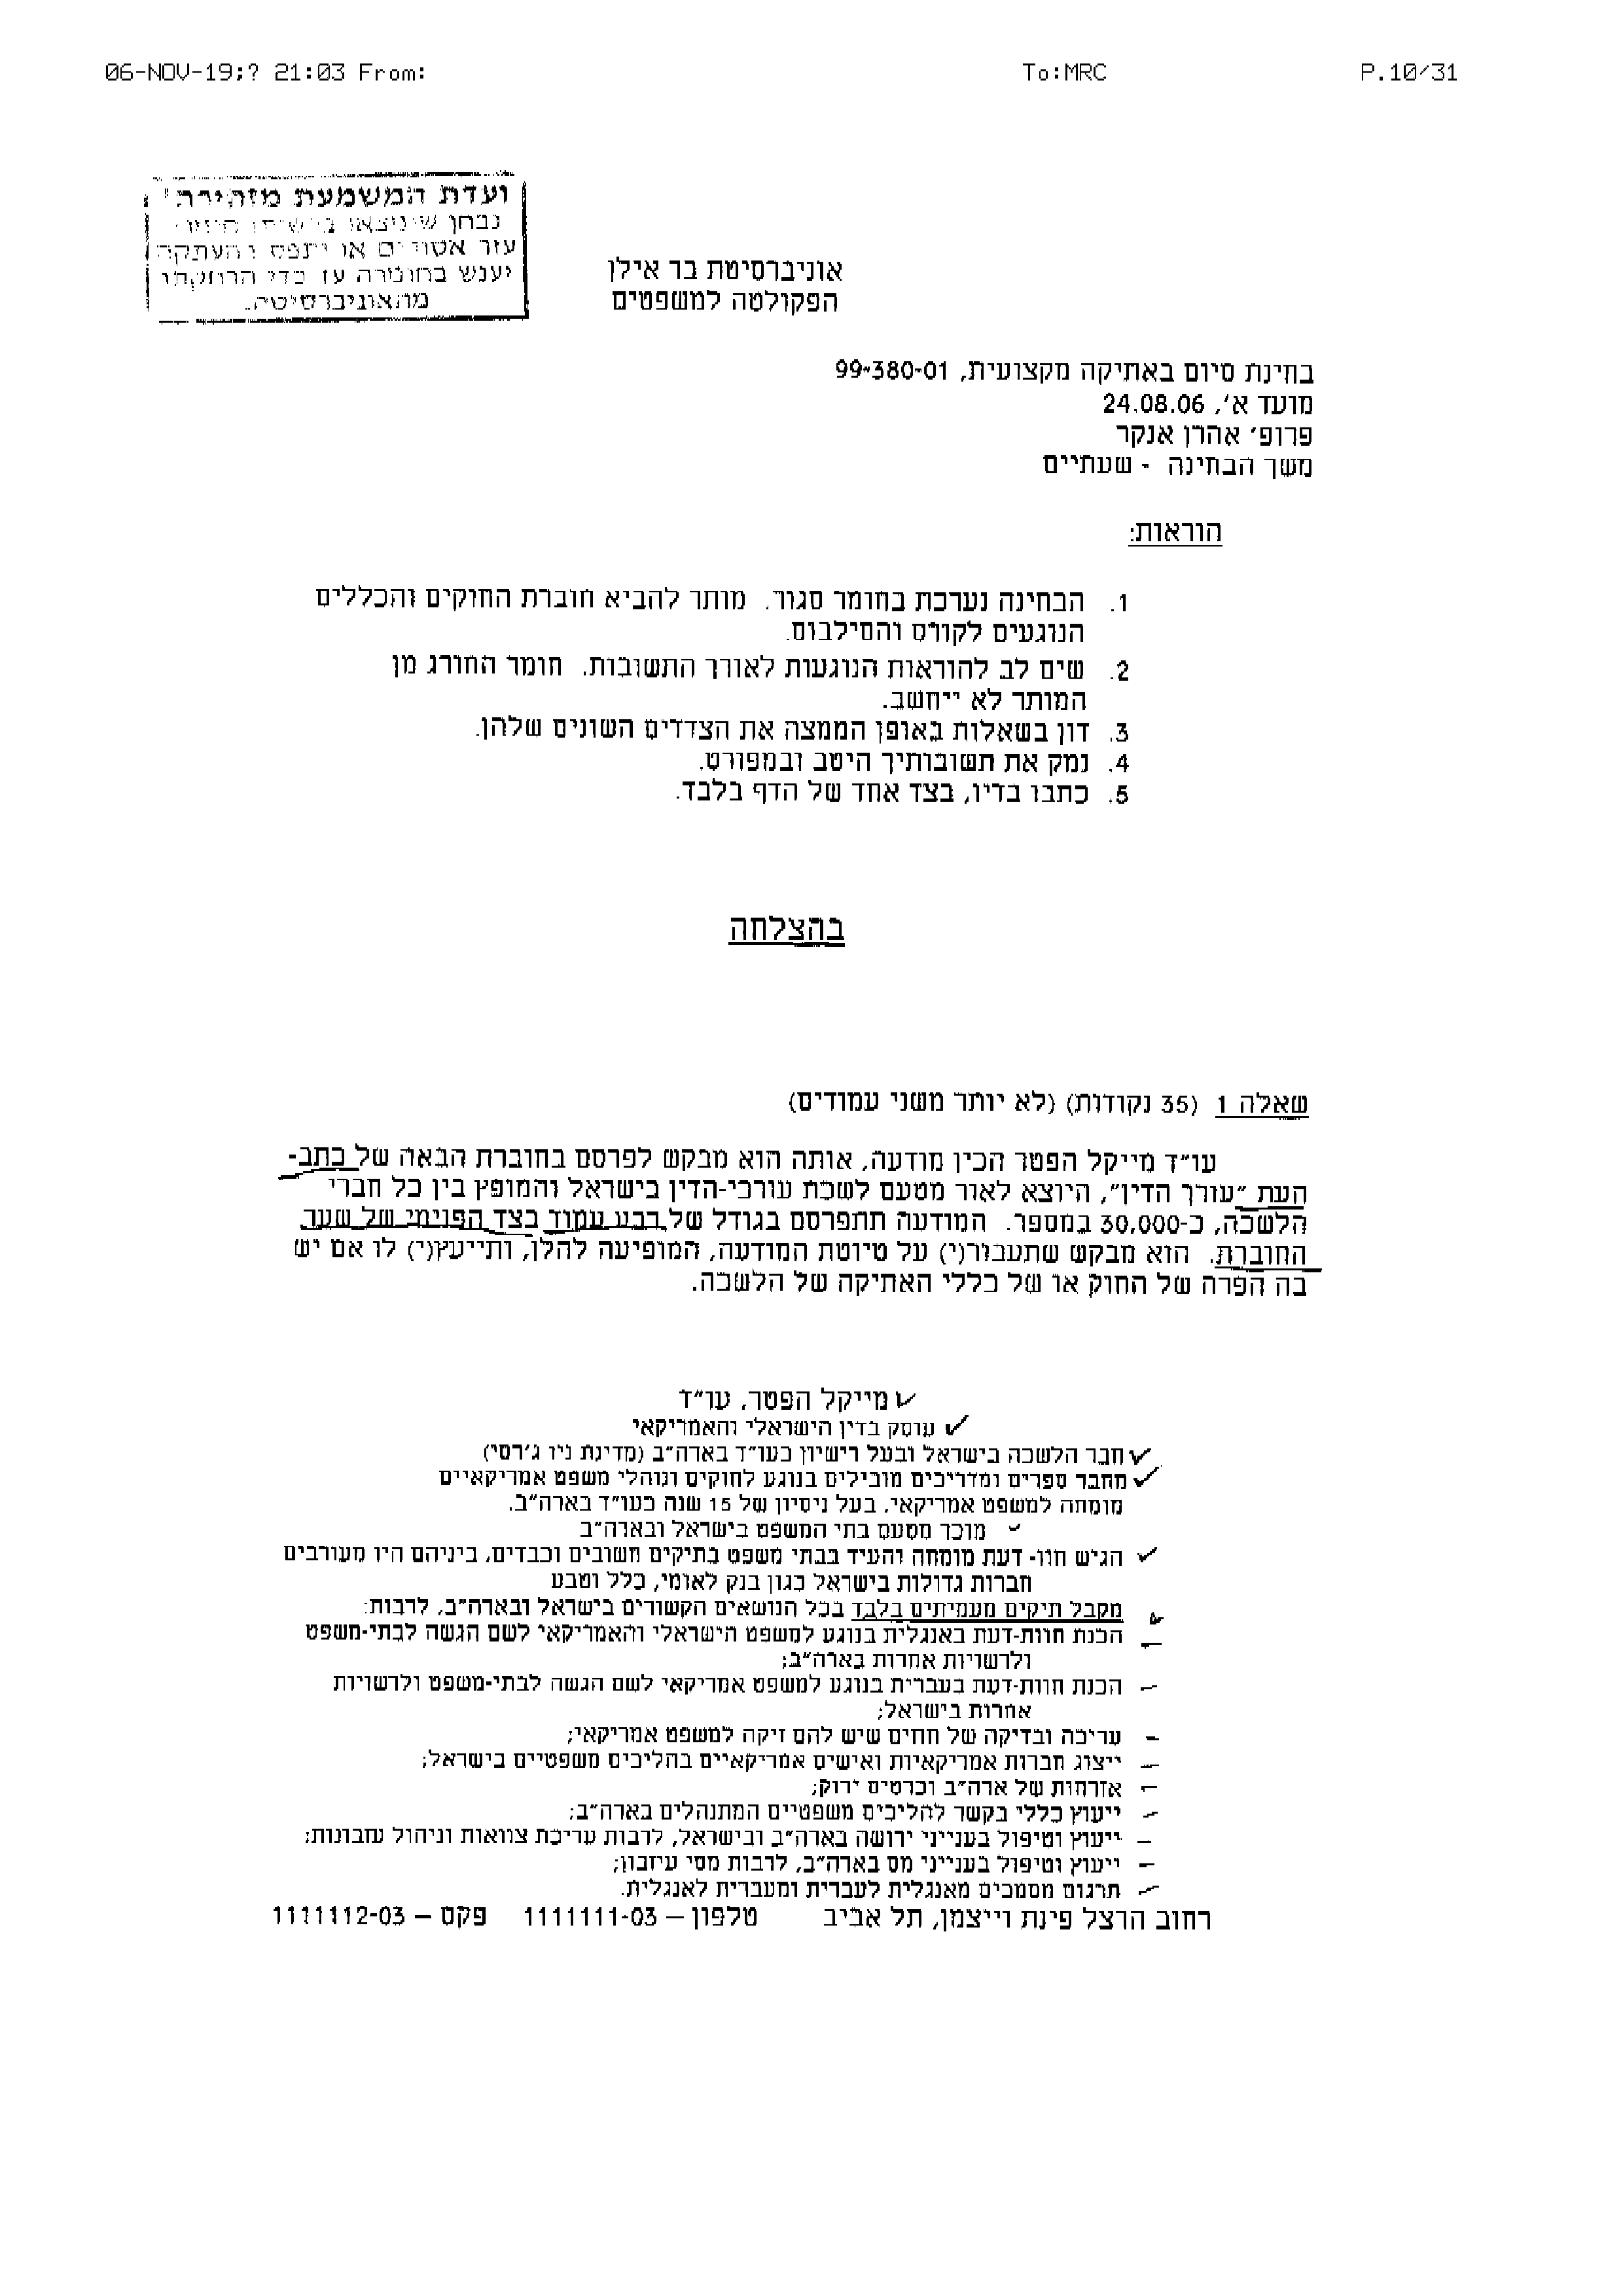 06-NOV-19;? 21:03 From: To:MRC P.10/31
ועדת המשמעת מזהירה!
נבחן שנמצאו ברשותו חומרי
עזר אסורים או יתפס בהעתקה
יענש בחומרה עד כדי הרחקתו
מהאוניברסיטה.
אוניברסיטת בר אילן
הפקולטה למשפטים
בחינת סיום באתיקה מקצועית, 99-380-01
מועד א', 24.08.06
פרופ' אהרן אנקר
משך הבחינה - שעתיים
הוראות:
1. הבחינה נערכת בחומר סגור. מותר להביא חוברת החוקים והכללים
הנוגעים לקורס והסילבוס.
2. שים לב להוראות הנוגעות לאורך התשובות. חומר החורג מן
המותר לא ייחשב.
3. דון בשאלות באופן הממצה את הצדדים השונים שלהן.
4. נמק את תשובותיך היטב ובמפורט.
5. כתבו בדיו, בצד אחד של הדף בלבד.
בהצלחה
שאלה 1 (35 נקודות) (לא יותר משני עמודים)
עו"ד מייקל הפטר הכין מודעה, אותה הוא מבקש לפרסם בחוברת הבאה של כתב-
העת "עורך הדין", היוצא לאור מטעם לשכת עורכי-הדין בישראל והמופץ בין כל חברי
הלשכה, כ-30,000 במספר. המודעה תתפרסם בגודל של רבע עמוד בצד הפנימי של שער
החוברת. הוא מבקש שתעבור(י) על טיוטת המודעה, המופיעה להלן, ותייעץ(י) לו אם יש
בה הפרה של החוק או של כללי האתיקה של הלשכה.
✓ מייקל הפטר, עו"ד
✓ עוסק בדין הישראלי והאמריקאי
✓ חבר הלשכה בישראל ובעל רישיון כעו"ד בארה"ב (מדינת ניו ג'רסי)
✓ מחבר ספרים ומדריכים מובילים בנוגע לחוקים ונוהלי משפט אמריקאיים
מומחה למשפט אמריקאי, בעל ניסיון של 15 שנה כעו"ד בארה"ב.
✓ מוכר מטעם בתי המשפט בישראל ובארה"ב
✓ הגיש חוו- דעת מומחה והעיד בבתי משפט בתיקים חשובים וכבדים, ביניהם היו מעורבים
חברות גדולות בישראל כגון בנק לאומי, כלל וטבע
מקבל תיקים מעמיתים בלבד בכל הנושאים הקשורים בישראל ובארה"ב, לרבות:
– הכנת חוות-דעת באנגלית בנוגע למשפט הישראלי והאמריקאי לשם הגשה לבתי-משפט
ולרשויות אחרות בארה"ב;
– הכנת חוות-דעת בעברית בנוגע למשפט אמריקאי לשם הגשה לבתי-משפט ולרשויות
אחרות בישראל;
– עריכה ובדיקה של חוזים שיש להם זיקה למשפט אמריקאי;
– ייצוג חברות אמריקאיות ואישים אמריקאיים בהליכים משפטיים בישראל;
– אזרחות של ארה"ב וכרטיס ירוק;
– ייעוץ כללי בקשר להליכים משפטיים המתנהלים בארה"ב;
– ייעוץ וטיפול בענייני ירושה בארה"ב ובישראל, לרבות עריכת צוואות וניהול עזבונות;
– ייעוץ וטיפול בענייני מס בארה"ב, לרבות מסי עיזבון;
– תרגום מסמכים מאנגלית לעברית ומעברית לאנגלית.
רחוב הרצל פינת וייצמן, תל אביב טלפון – 1111111-03 פקס – 1111112-03